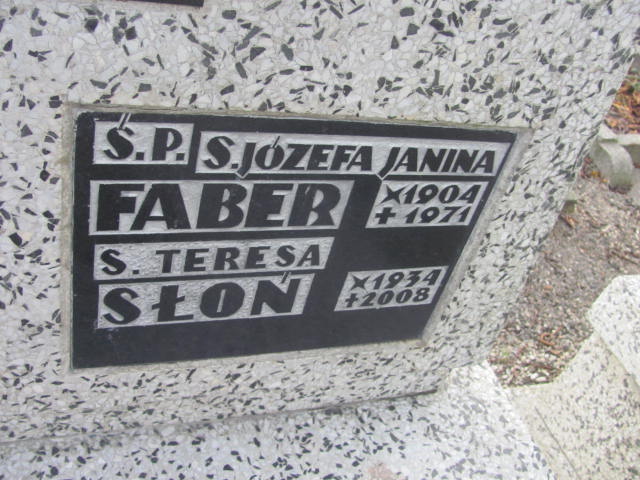 Ś.P. S. JÓZEFA JANINA
FABER ⚹1904
✝1971
S. TERESA
SŁOŃ ⚹1934
✝2008